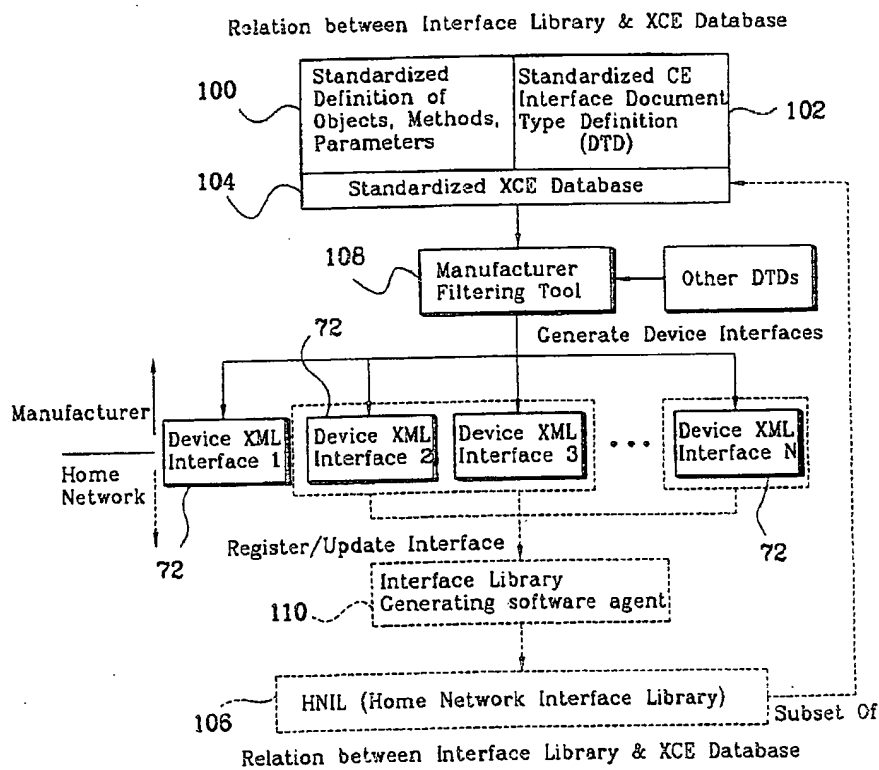 Relation between Interface Library & XCE Database
100
Standardized
Definition of
Objects, Methods,
Parameters
Standardized CE
Interface Document
Type Definition
(DTD)
102
104
Standardized XCE Database
108
Manufacturer
Filtering Tool
Other DTDs
Generate Device Interfaces
72
Manufacturer
Home
Network
Device XML
Interface 1
Device XML
Interface 2
Device XML
Interface 3
Device XML
Interface N
72
72
Register/Update Interface
110
Interface Library
Generating software agent
106
HNIL (Home Network Interface Library)
Subset Of
Relation between Interface Library & XCE Database